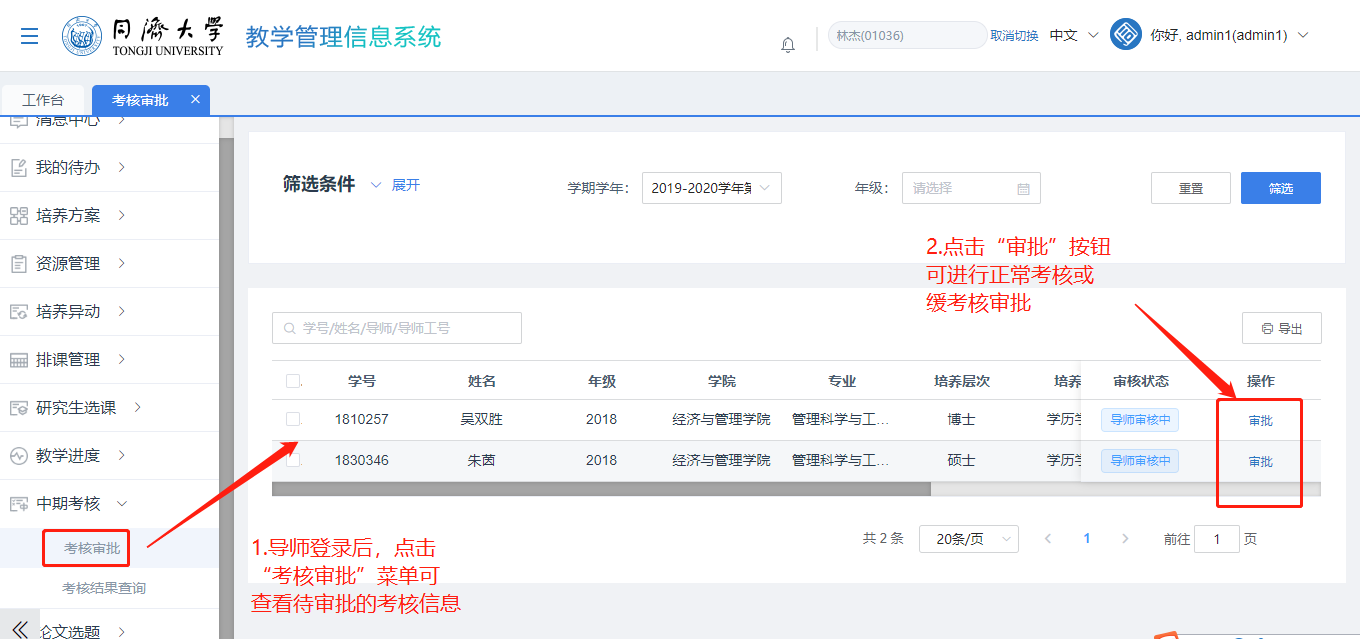 同濟大学
TONGJI UNIVERSITY
教学管理信息系统
林杰(01036)
取消切换 中文
你好, admin1(admin1)
工作台
考核审批 ×
消息中心
我的待办
培养方案
资源管理
培养异动
排课管理
研究生选课
教学进度
中期考核
考核审批
考核结果查询
论文选题
筛选条件 展开
学期学年: 2019-2020学年第
年级: 请选择
重置
筛选
2.点击“审批”按钮
可进行正常考核或
缓考核审批
学号/姓名/导师/导师工号
导出
学号 姓名 年级 学院 专业 培养层次 培养 审核状态 操作
1810257 吴双胜 2018 经济与管理学院 管理科学与工... 博士 学历学 导师审核中 审批
1830346 朱茵 2018 经济与管理学院 管理科学与工... 硕士 学历学 导师审核中 审批
共 2 条 20条/页 1 前往 1 页
1.导师登录后，点击
“考核审批”菜单可
查看待审批的考核信息